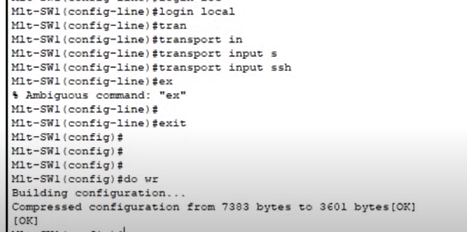 Mlt-SW1(config-line)#login local
Mlt-SW1(config-line)#tran
Mlt-SW1(config-line)#transport in
Mlt-SW1(config-line)#transport input s
Mlt-SW1(config-line)#transport input ssh
Mlt-SW1(config-line)#ex
% Ambiguous command: "ex"
Mlt-SW1(config-line)#
Mlt-SW1(config-line)#exit
Mlt-SW1(config)#
Mlt-SW1(config)#
Mlt-SW1(config)#
Mlt-SW1(config)#do wr
Building configuration...
Compressed configuration from 7383 bytes to 3601 bytes[OK]
[OK]